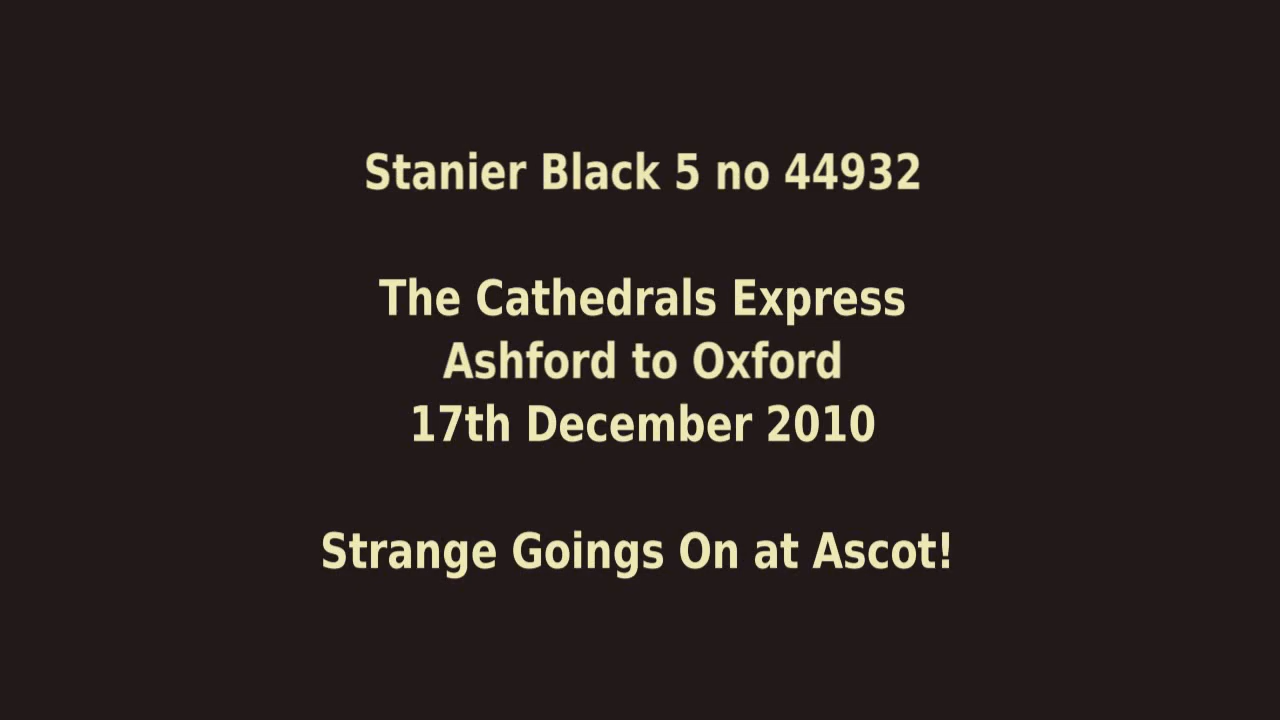 Stanier Black 5 no 44932
The Cathedrals Express
Ashford to Oxford
17th December 2010
Strange Goings On at Ascot!